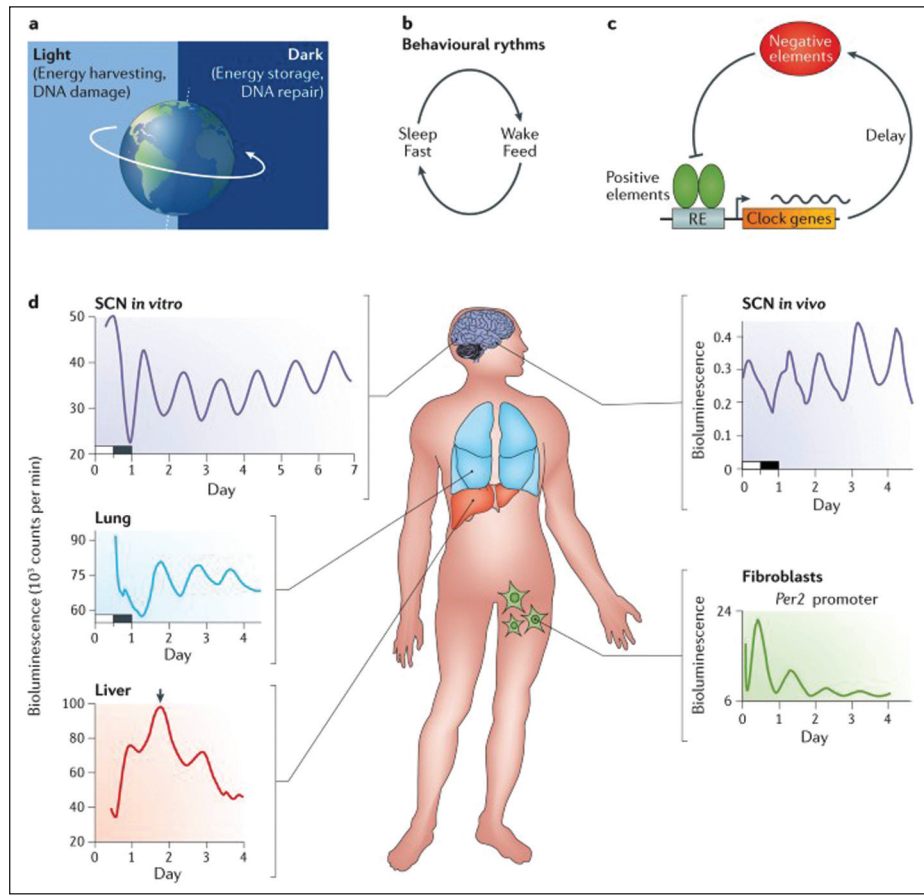 a
Light
(Energy harvesting,
DNA damage)
Dark
(Energy storage,
DNA repair)
b
Behavioural rythms
Sleep
Fast
Wake
Feed
c
Negative
elements
Delay
Positive
elements
RE
Clock genes
d
SCN in vitro
50
40
30
20
0
1
2
3
4
5
6
7
Day
Bioluminescence (10³ counts per min)
Lung
90
75
60
0
1
2
3
4
Day
Liver
100
80
60
40
20
0
1
2
3
4
Day
SCN in vivo
Bioluminescence
0.4
0.3
0.2
0.1
0
0
1
2
3
4
Day
Fibroblasts
Per2 promoter
Bioluminescence
24
6
0
1
2
3
4
Day